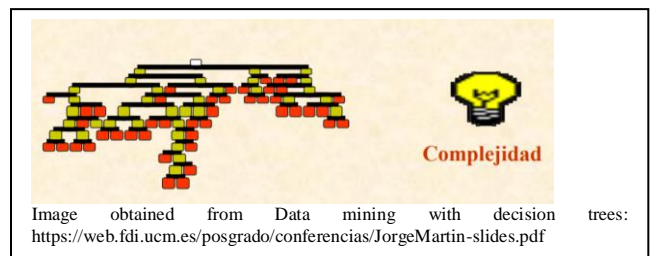 Complejidad
Image obtained from Data mining with decision trees:
https://web.fdi.ucm.es/posgrado/conferencias/JorgeMartin-slides.pdf